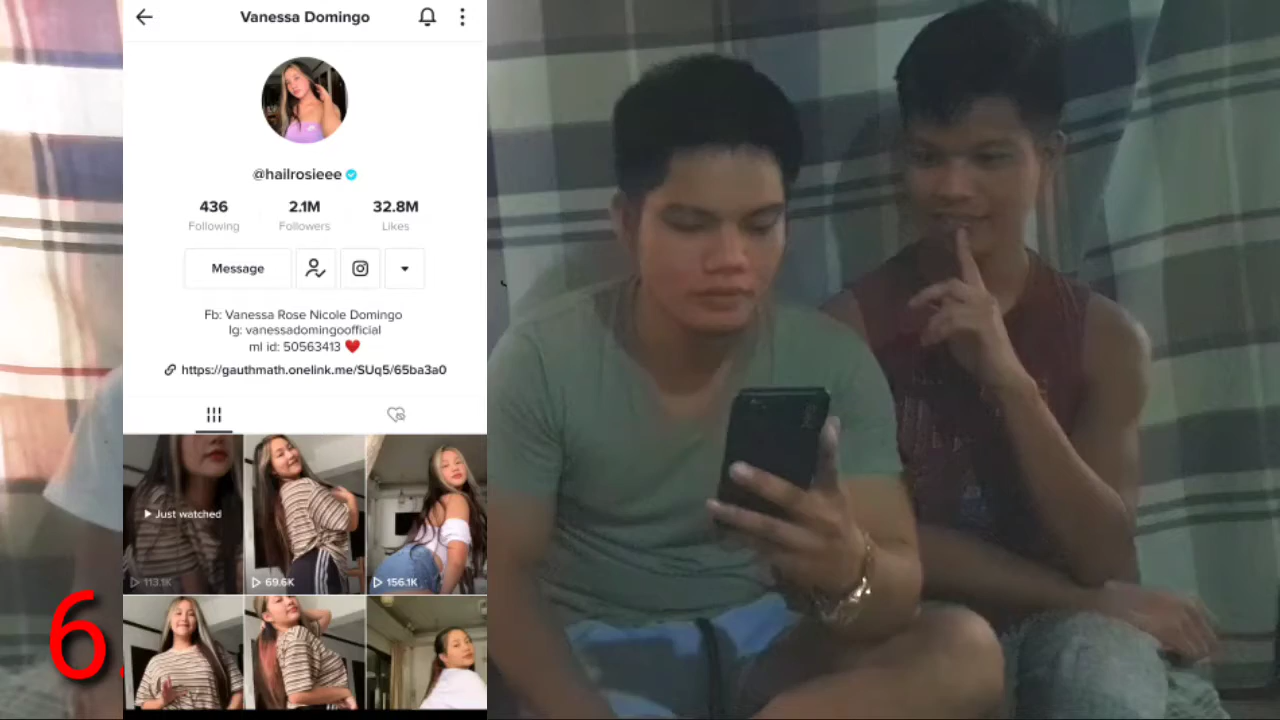 Vanessa Domingo
@hailrosieee
436
2.1M
32.8M
Following
Followers
Likes
Message
Fb: Vanessa Rose Nicole Domingo
Ig: vanessadomingoofficial
ml id: 50563413 ❤️
https://gauthmath.onelink.me/SUq5/65ba3a0
Just watched
113.1K
69.6K
156.1K
6